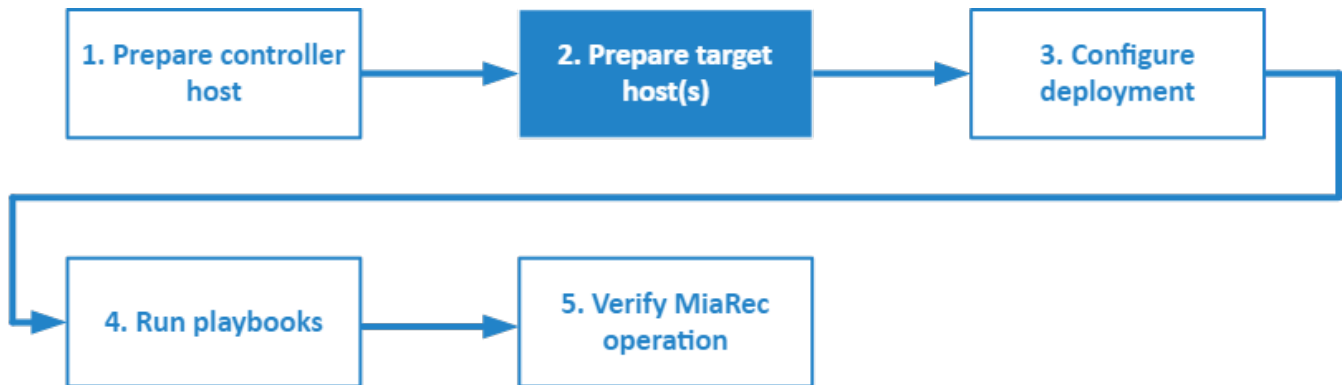 1. Prepare controller
host
2. Prepare target
host(s)
3. Configure
deployment
4. Run playbooks
5. Verify MiaRec
operation